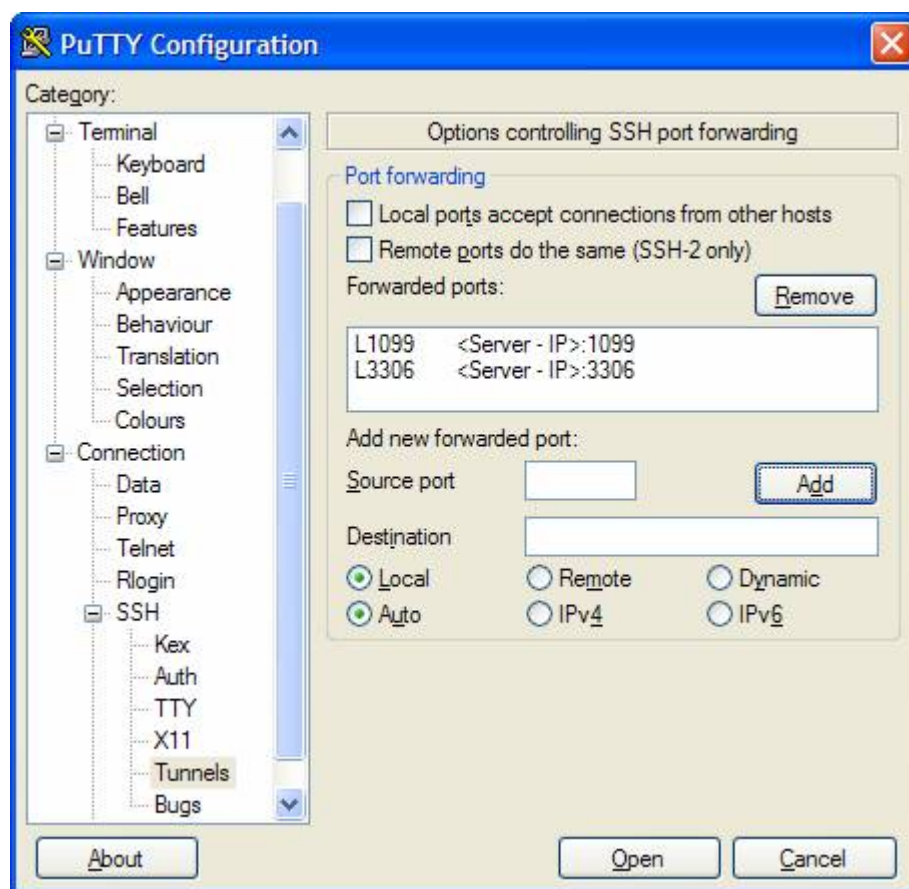 PuTTY Configuration
Category:
Terminal
Keyboard
Bell
Features
Window
Appearance
Behaviour
Translation
Selection
Colours
Connection
Data
Proxy
Telnet
Rlogin
SSH
Kex
Auth
TTY
X11
Tunnels
Bugs
Options controlling SSH port forwarding
Port forwarding
Local ports accept connections from other hosts
Remote ports do the same (SSH-2 only)
Forwarded ports:
Remove
L1099 <Server - IP>:1099
L3306 <Server - IP>:3306
Add new forwarded port:
Source port
Add
Destination
Local Remote Dynamic
Auto IPv4 IPv6
About
Open
Cancel